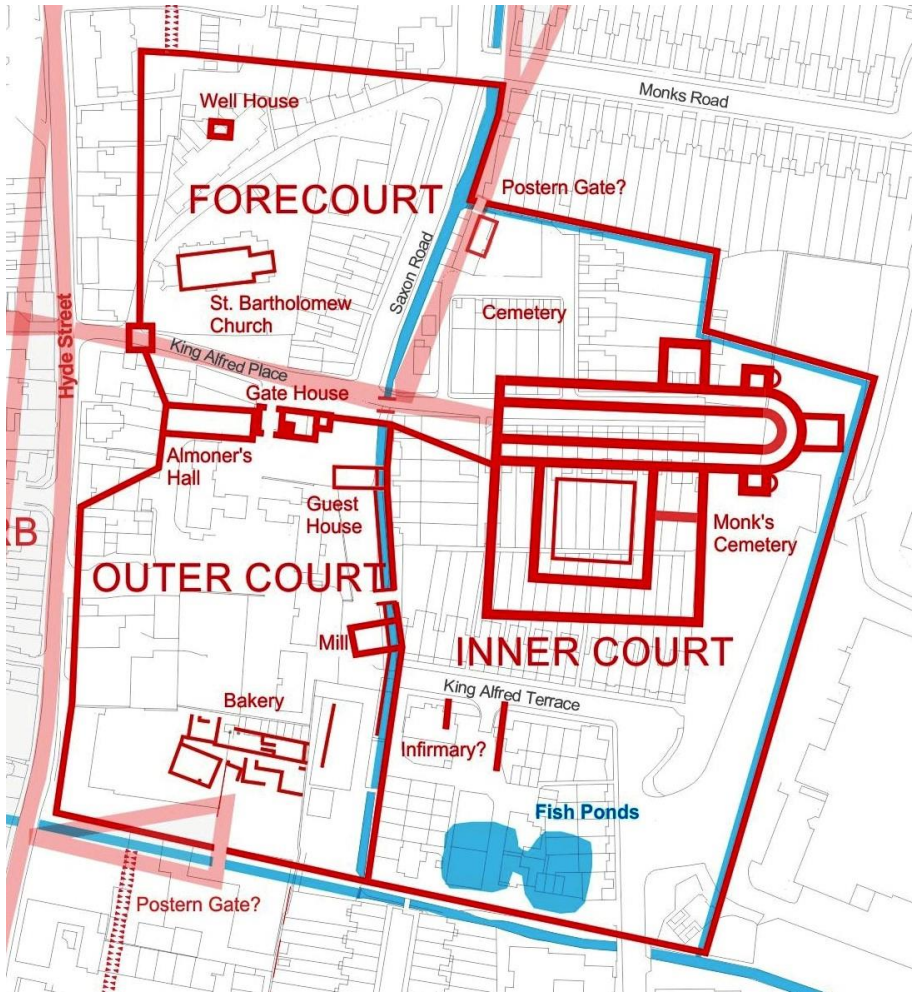 Well House
Monks Road
FORECOURT
Postern Gate?
Saxon Road
St. Bartholomew
Church
Cemetery
Hyde Street
King Alfred Place
Gate House
Almoner's
Hall
Guest
House
Monk's
Cemetery
RB
OUTER COURT
Mill
INNER COURT
King Alfred Terrace
Bakery
Infirmary?
Fish Ponds
Postern Gate?